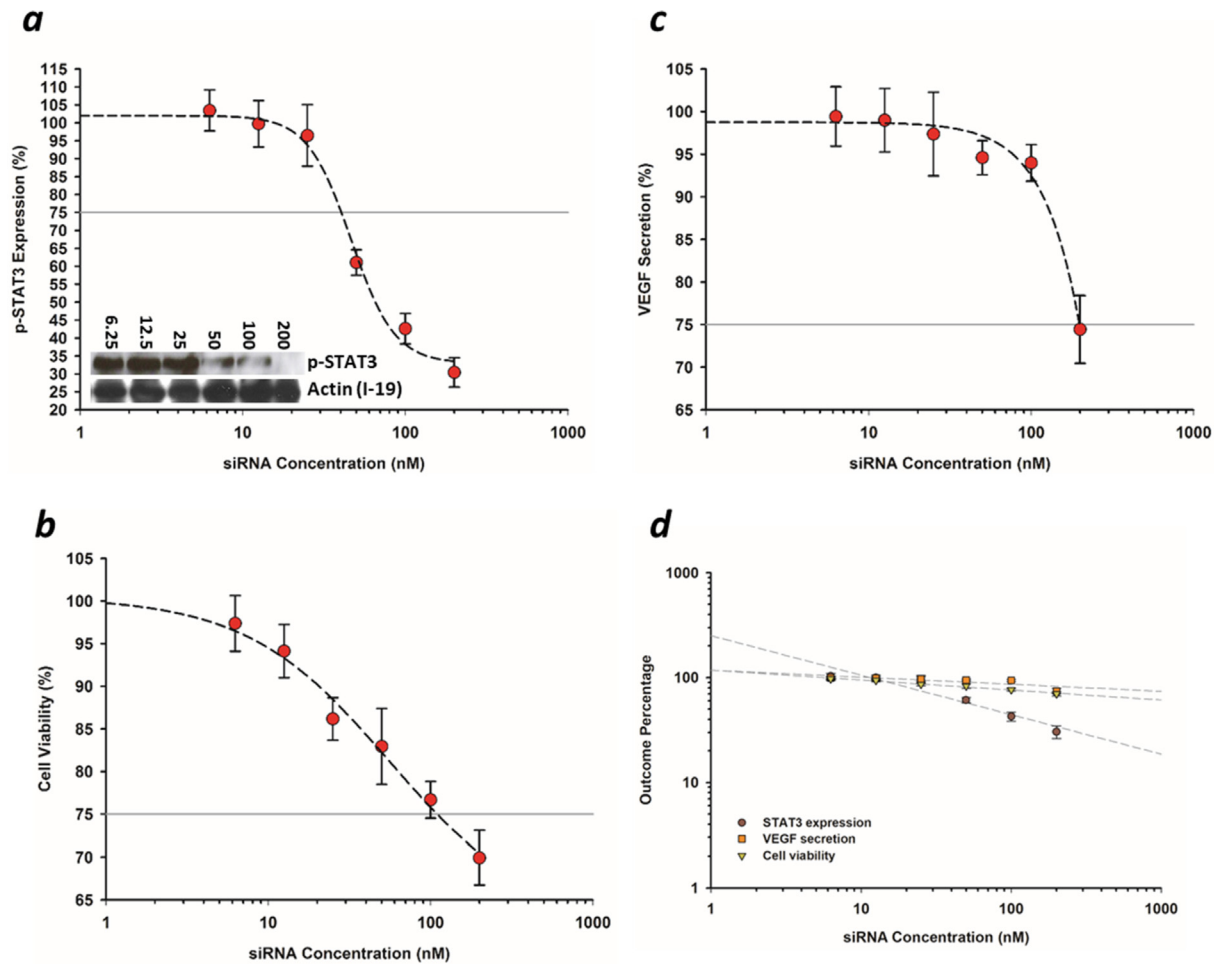 a
115
110
105
100
95
90
85
80
75
70
65
60
55
50
45
40
35
30
25
20
p-STAT3 Expression (%)
6.25 12.5 25 50 100 200
p-STAT3
Actin (I-19)
1 10 100 1000
siRNA Concentration (nM)
c
105
100
95
90
85
80
75
70
65
VEGF Secretion (%)
1 10 100 1000
siRNA Concentration (nM)
b
105
100
95
90
85
80
75
70
65
Cell Viability (%)
1 10 100 1000
siRNA Concentration (nM)
d
1000
100
10
1
Outcome Percentage
STAT3 expression
VEGF secretion
Cell viability
1 10 100 1000
siRNA Concentration (nM)